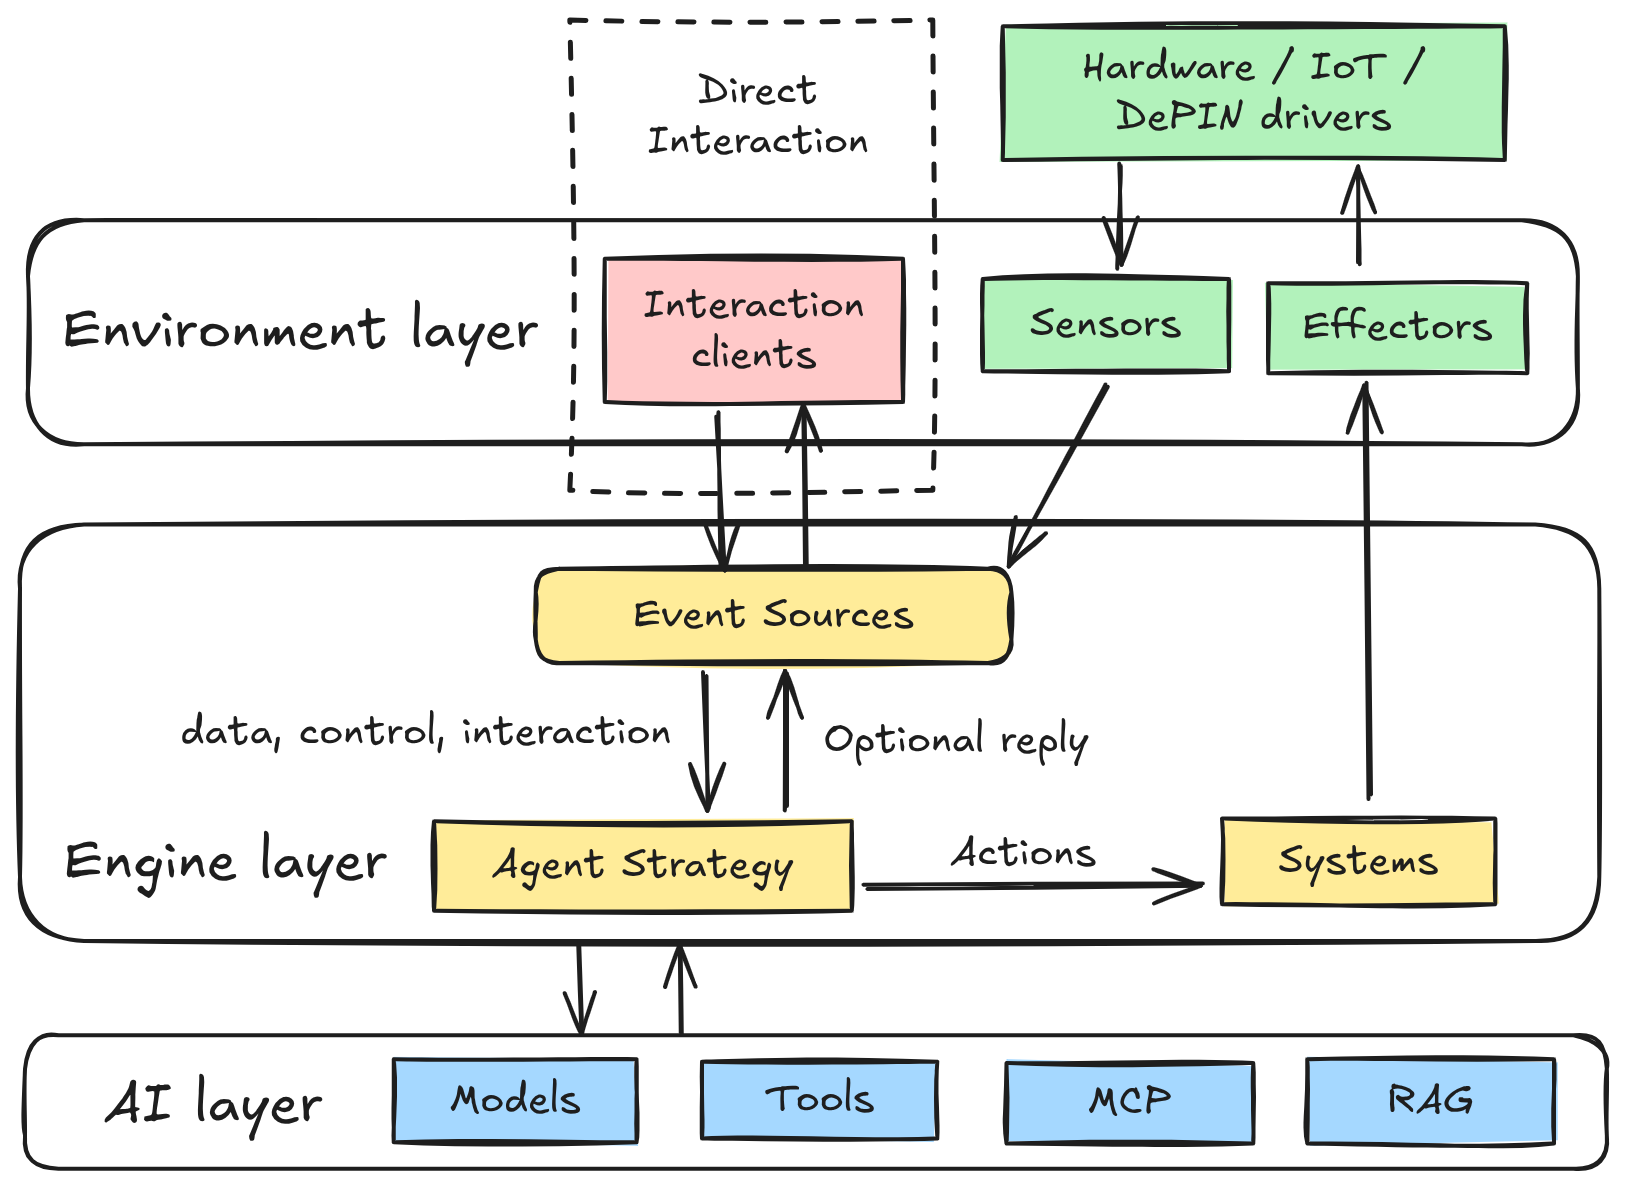 Direct
Interaction
Hardware / IoT /
DePIN drivers
Environment layer
Interaction
clients
Sensors
Effectors
Event Sources
data, control, interaction
Optional reply
Engine layer
Agent Strategy
Actions
Systems
AI layer
Models
Tools
MCP
RAG